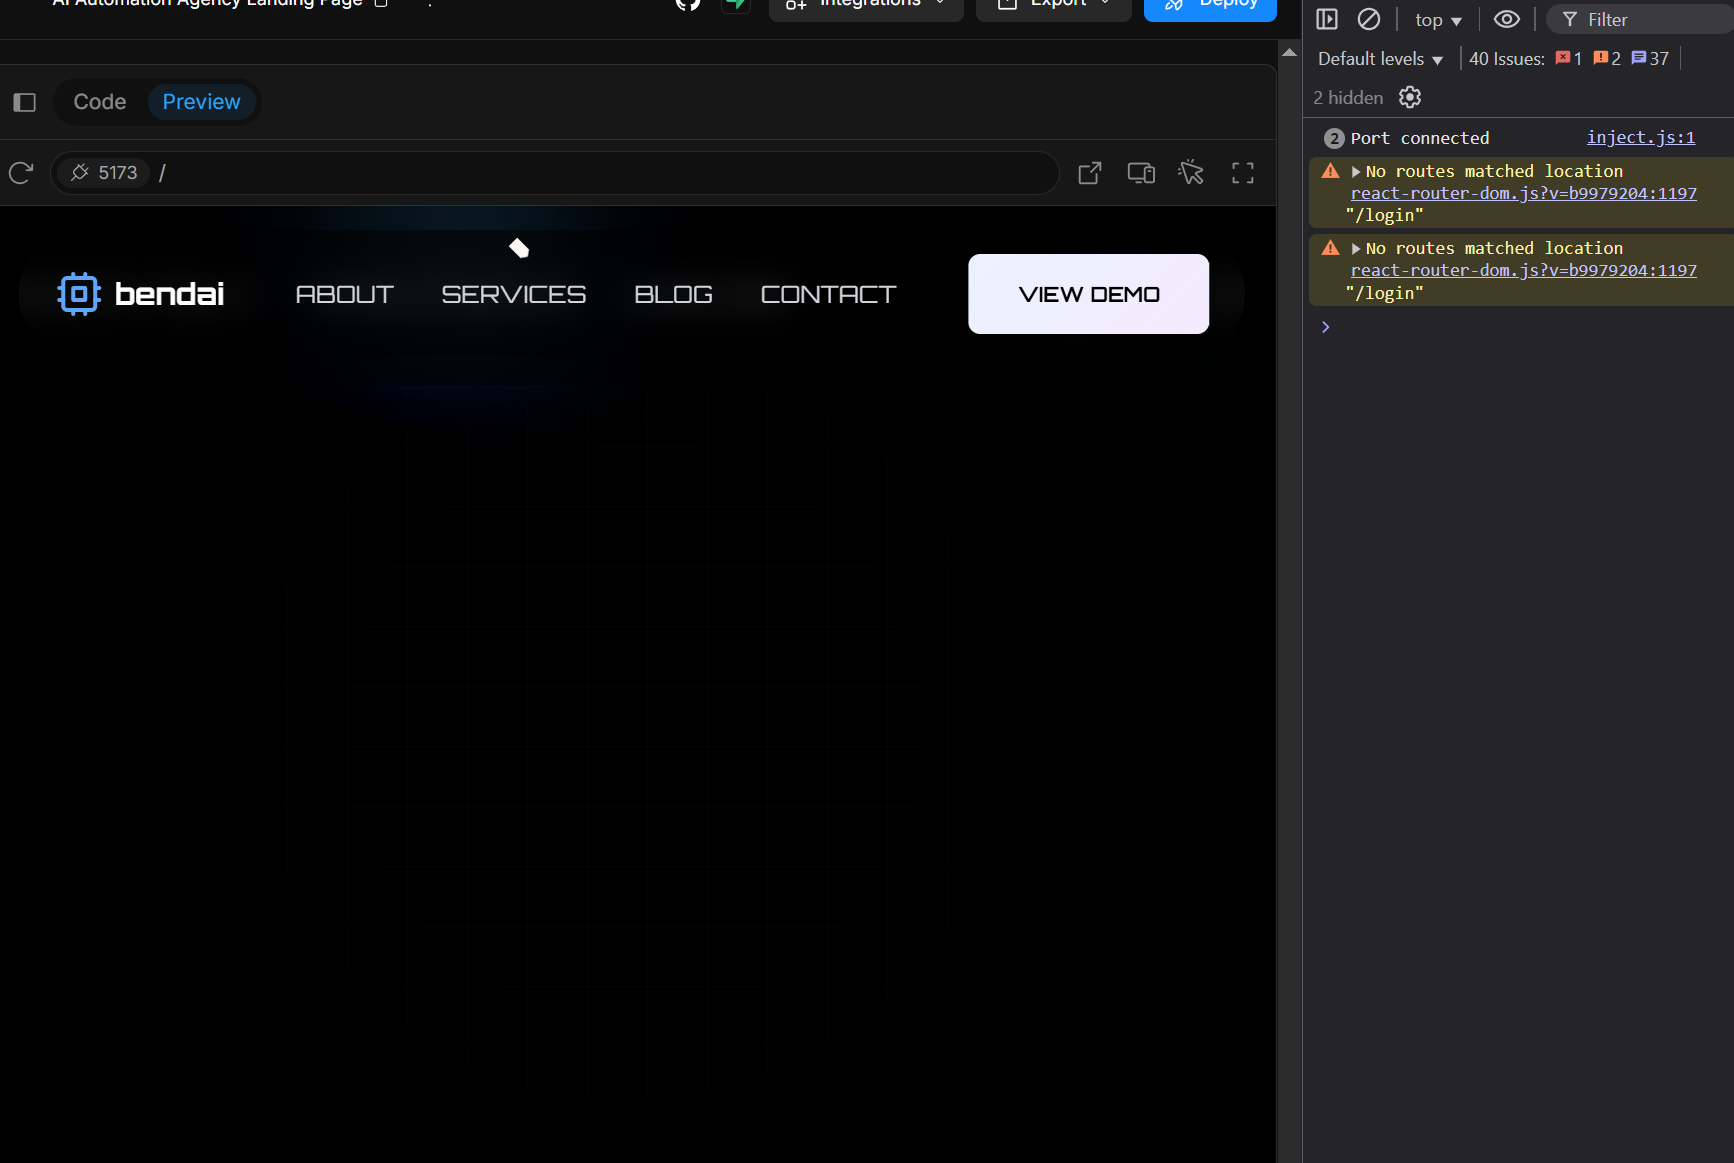 AI Automation Agency Landing Page
Integrations
Export
Deploy
Code
Preview
5173
/
bendai
ABOUT
SERVICES
BLOG
CONTACT
VIEW DEMO
top
Filter
Default levels
40 Issues:
1
2
37
2 hidden
2
Port connected
inject.js:1
No routes matched location
react-router-dom.js?v=b9979204:1197
"/login"
No routes matched location
react-router-dom.js?v=b9979204:1197
"/login"